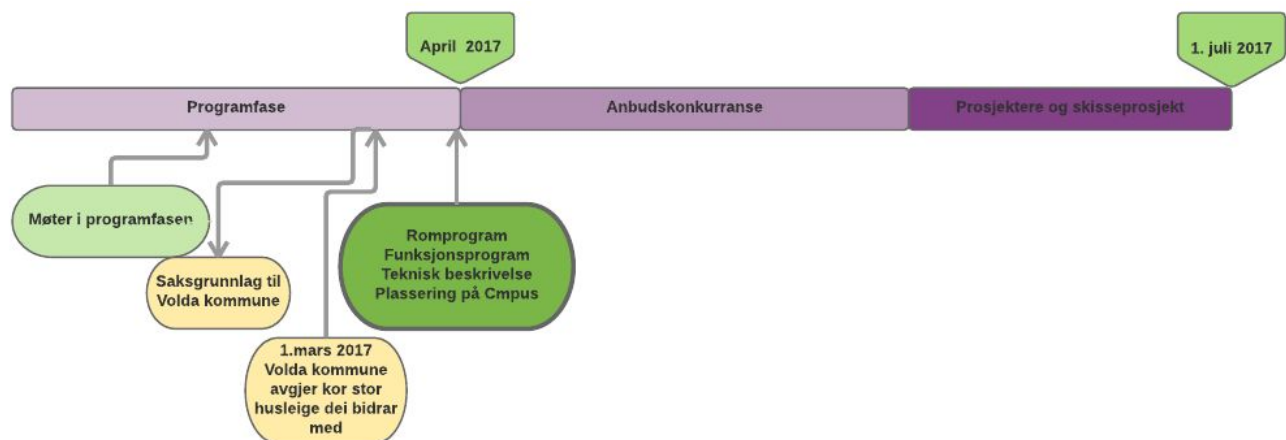 April 2017
1. juli 2017
Programfase
Anbudskonkurranse
Prosjektere og skisseprosjekt
Møter i programfasen
Saksgrunnlag til
Volda kommune
Romprogram
Funksjonsprogram
Teknisk beskrivelse
Plassering på Cmpus
1.mars 2017
Volda kommune
avgjer kor stor
husleige dei bidrar
med